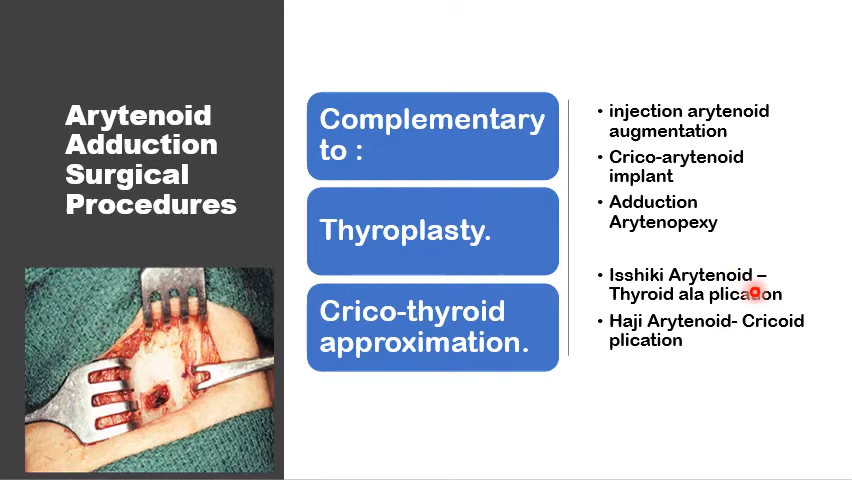 Arytenoid
Adduction
Surgical
Procedures
Complementary
to :
Thyroplasty.
Crico-thyroid
approximation.
• injection arytenoid
augmentation
• Crico-arytenoid
implant
• Adduction
Arytenopexy
• Isshiki Arytenoid –
Thyroid ala plication
• Haji Arytenoid- Cricoid
plication